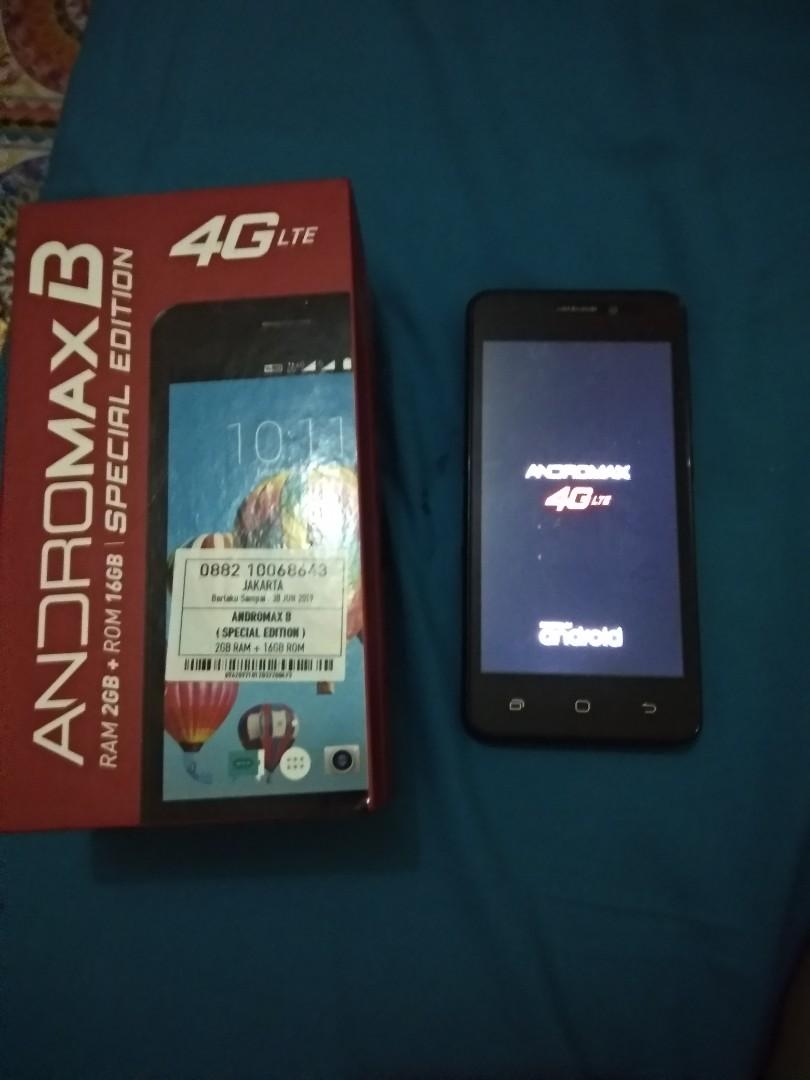 ANDROMAX B
RAM 2GB + ROM 16GB | SPECIAL EDITION
4G LTE
10:11
0882 10068643
JAKARTA
Berlaku Sampai : 30 JUN 2019
ANDROMAX B
( SPECIAL EDITION )
2GB RAM + 16GB ROM
ANDROMAX
4G LTE
android